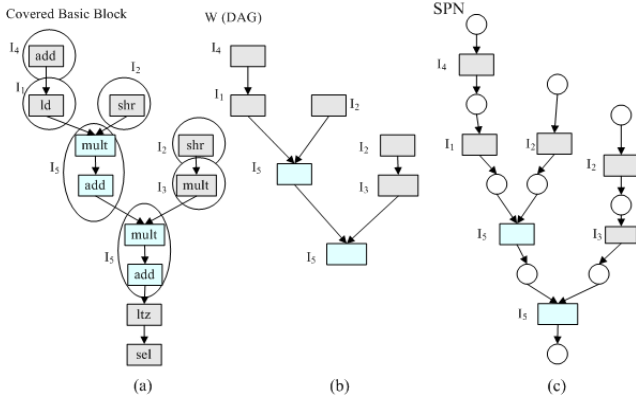 Covered Basic Block
W (DAG)
SPN
I4
add
I1
ld
I2
shr
mult
I5
add
I2
shr
I3
mult
mult
I5
add
ltz
sel
(a)
I4
I1
I2
I5
I2
I3
I5
(b)
I4
I1
I2
I2
I5
I3
I5
(c)